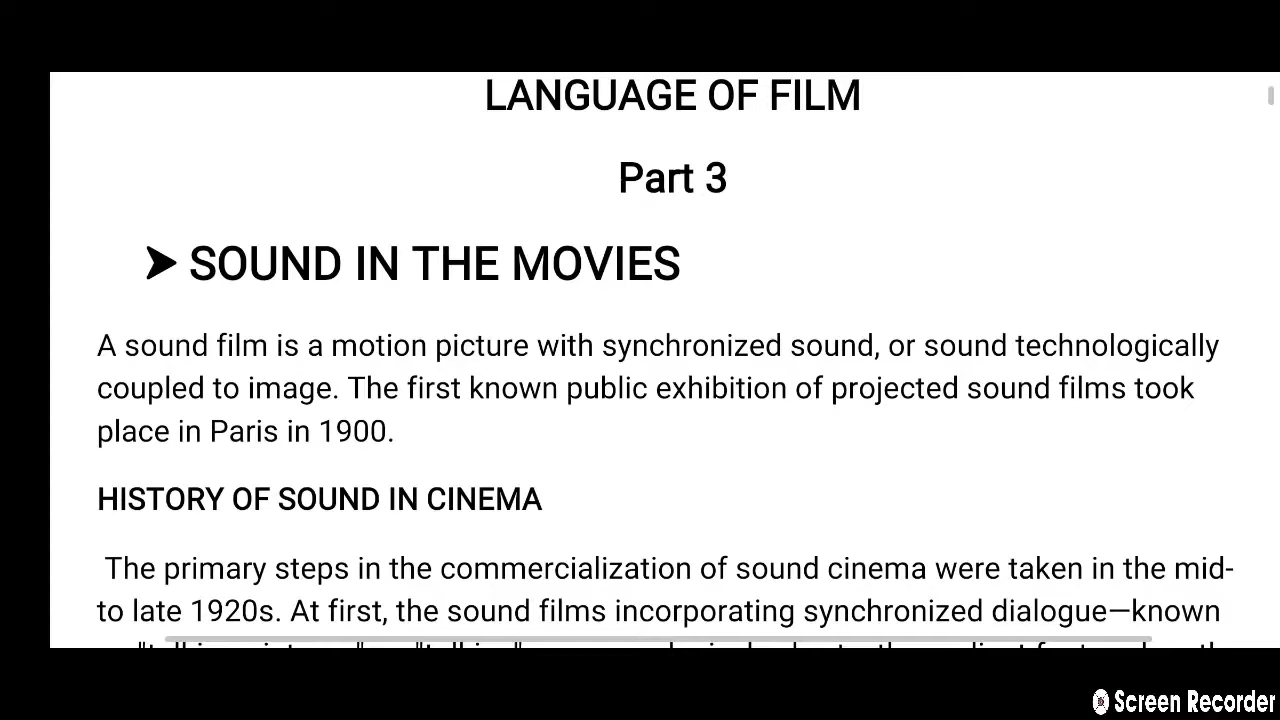 LANGUAGE OF FILM
Part 3
➤ SOUND IN THE MOVIES
A sound film is a motion picture with synchronized sound, or sound technologically
coupled to image. The first known public exhibition of projected sound films took
place in Paris in 1900.
HISTORY OF SOUND IN CINEMA
The primary steps in the commercialization of sound cinema were taken in the mid-
to late 1920s. At first, the sound films incorporating synchronized dialogue—known
Screen Recorder